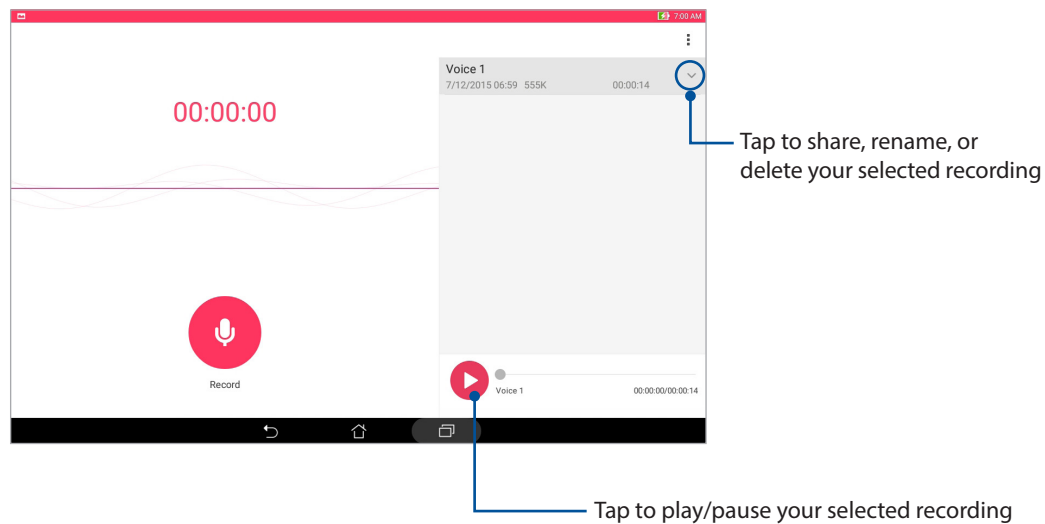 7:00 AM
Voice 1
7/12/2015 06:59 555K 00:00:14
00:00:00
Tap to share, rename, or
delete your selected recording
Record
Voice 1 00:00:00/00:00:14
Tap to play/pause your selected recording